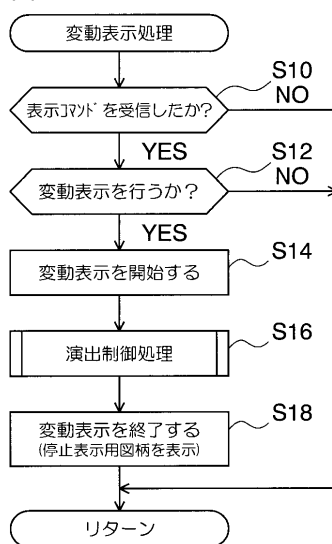 変動表示処理
S10
表示コマンドを受信したか?
NO
YES
S12
変動表示を行うか?
NO
YES
S14
変動表示を開始する
S16
演出制御処理
S18
変動表示を終了する
(停止表示用図柄を表示)
リターン